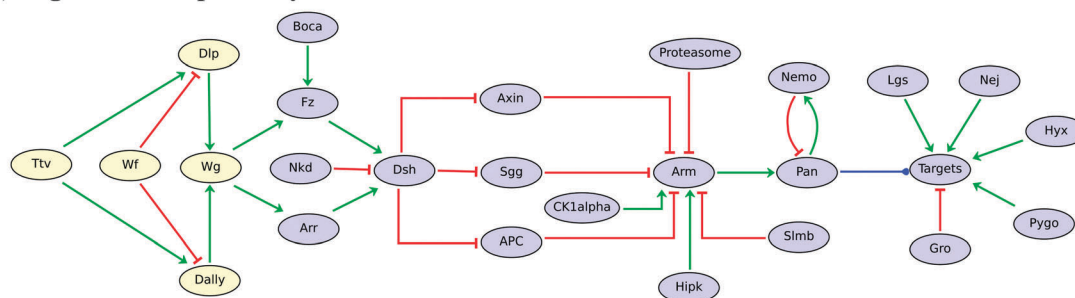 Boca
Dlp
Proteasome
Nemo
Lgs
Nej
Fz
Axin
Hyx
Ttv
Wf
Wg
Nkd
Dsh
Sgg
Arm
Pan
Targets
CK1alpha
Arr
APC
Slmb
Pygo
Gro
Dally
Hipk